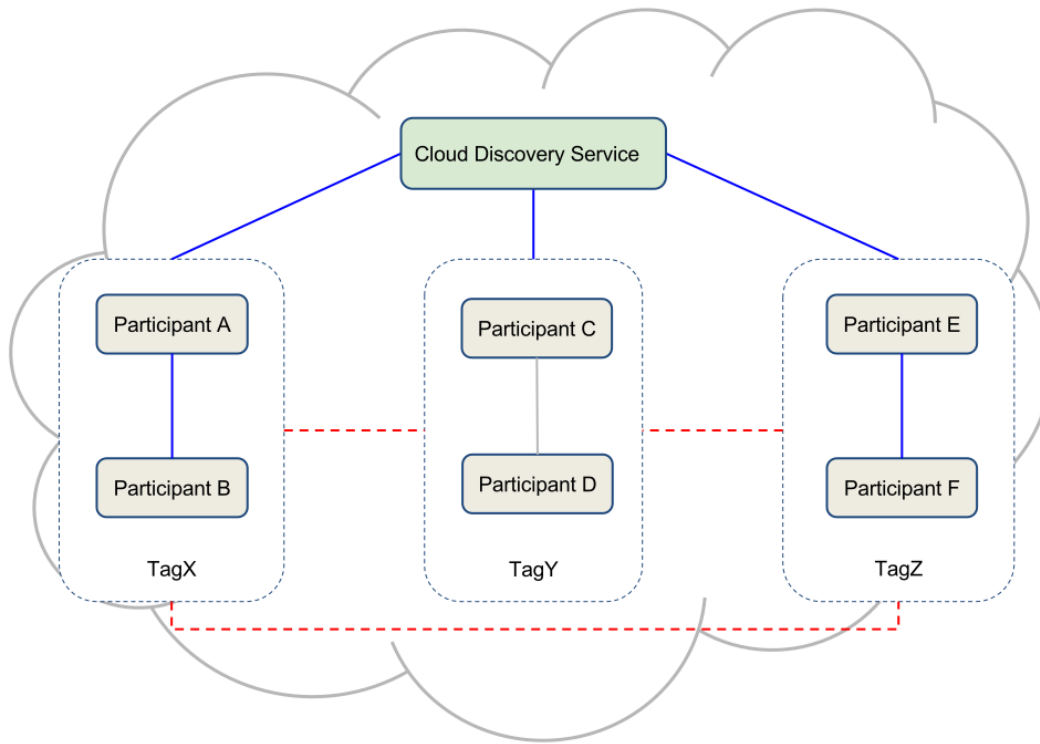 Cloud Discovery Service
Participant A
Participant C
Participant E
Participant B
Participant D
Participant F
TagX
TagY
TagZ